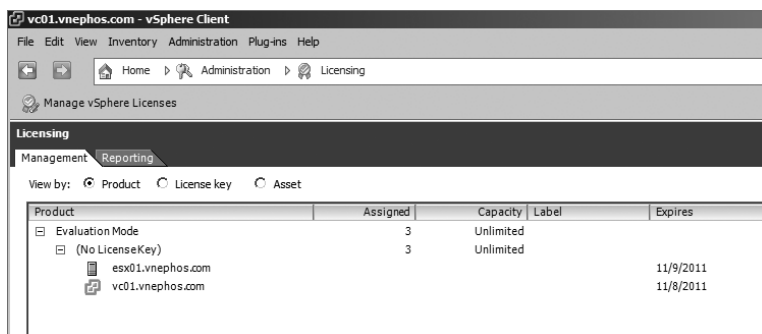 vc01.vnephos.com - vSphere Client
File Edit View Inventory Administration Plug-ins Help
Home Administration Licensing
Manage vSphere Licenses
Licensing
Management Reporting
View by: Product License key Asset
Product Assigned Capacity Label Expires
Evaluation Mode 3 Unlimited
(No License Key) 3 Unlimited
esx01.vnephos.com 11/9/2011
vc01.vnephos.com 11/8/2011